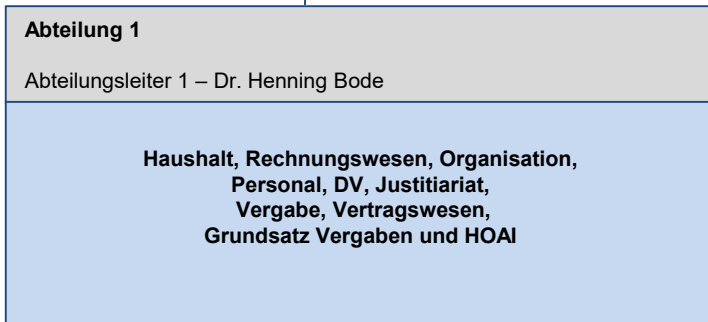 Abteilung 1
Abteilungsleiter 1 – Dr. Henning Bode
Haushalt, Rechnungswesen, Organisation,
Personal, DV, Justitiariat,
Vergabe, Vertragswesen,
Grundsatz Vergaben und HOAI